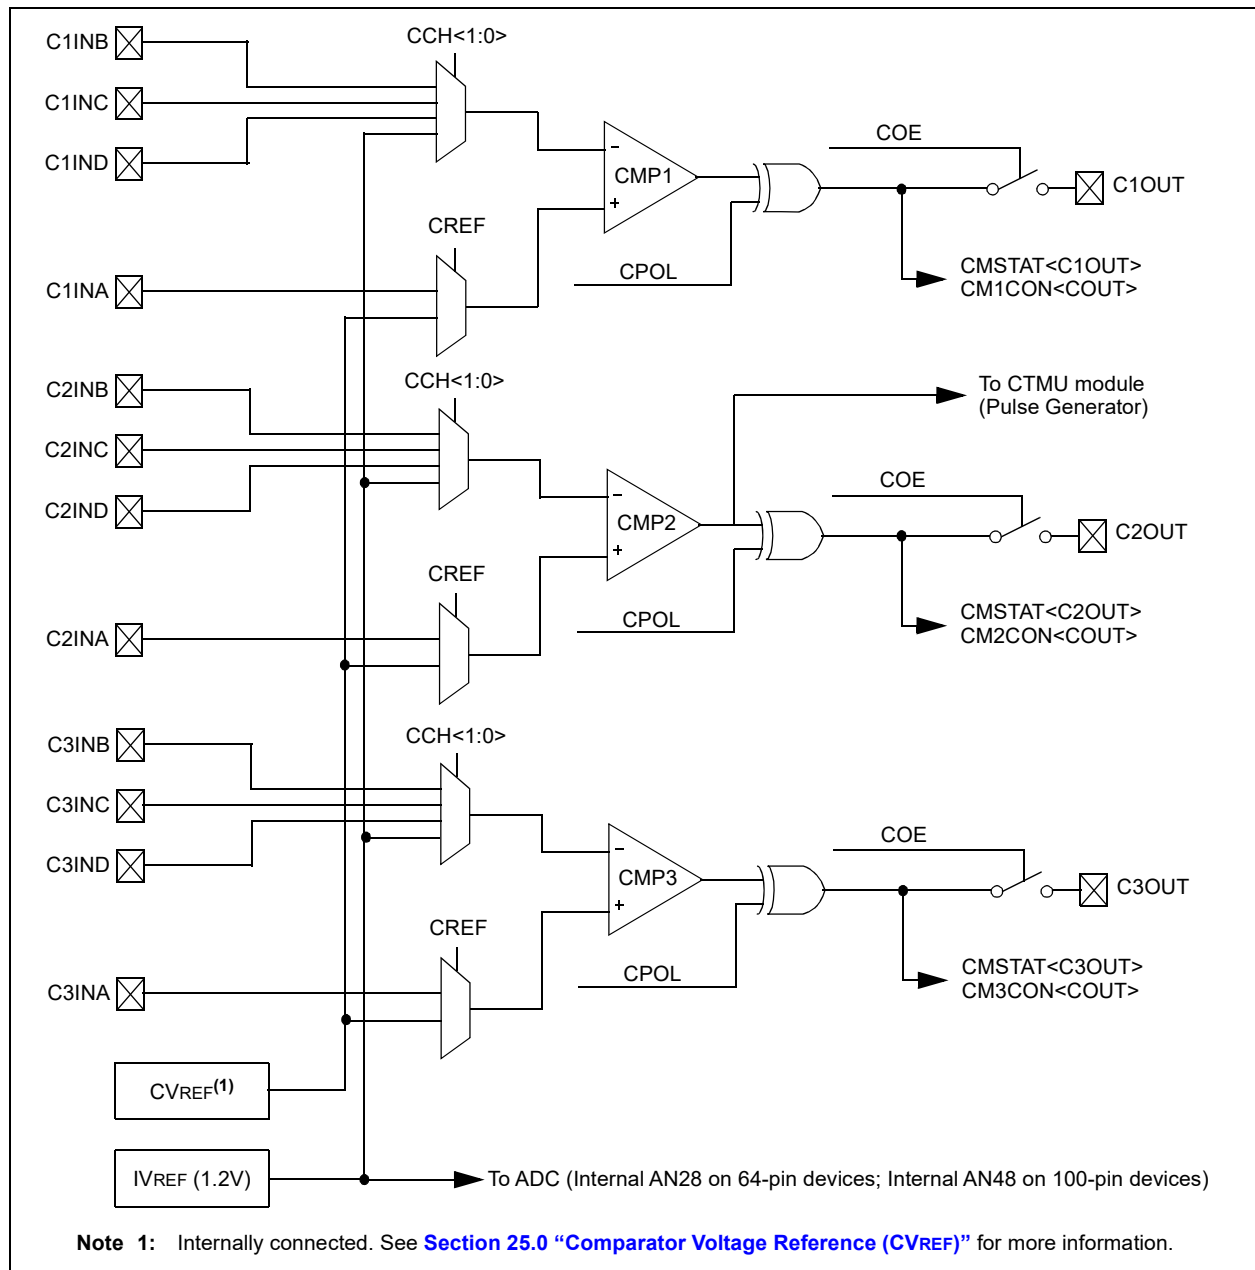 C1INB
CCH<1:0>
C1INC
COE
C1IND
−
CMP1
C1OUT
+
CREF
CPOL
CMSTAT<C1OUT>
CM1CON<COUT>
C1INA
C2INB
CCH<1:0>
To CTMU module
(Pulse Generator)
C2INC
COE
C2IND
−
CMP2
C2OUT
+
CREF
CPOL
CMSTAT<C2OUT>
CM2CON<COUT>
C2INA
C3INB
CCH<1:0>
C3INC
COE
C3IND
−
CMP3
C3OUT
+
CREF
CPOL
CMSTAT<C3OUT>
CM3CON<COUT>
C3INA
CVREF(1)
IVREF (1.2V)
To ADC (Internal AN28 on 64-pin devices; Internal AN48 on 100-pin devices)
Note 1: Internally connected. See Section 25.0 “Comparator Voltage Reference (CVREF)” for more information.